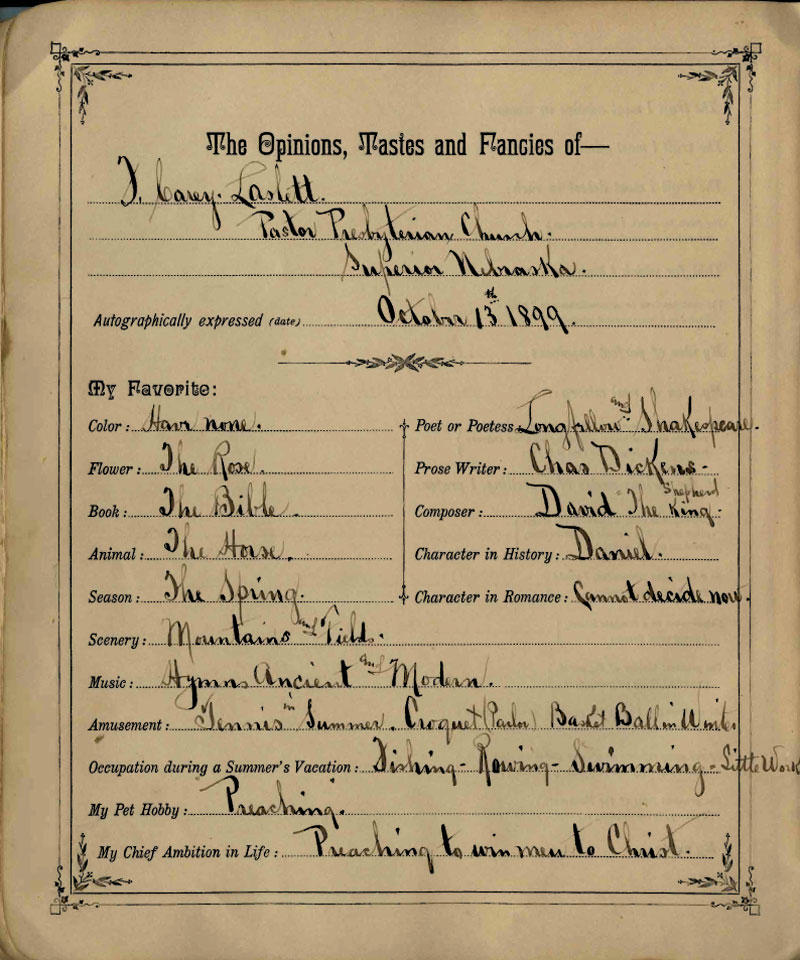 The Opinions, Tastes and Fancies of—
T. Carey. Laslett.
Pastor Presbyterian Church.
Superior Nebraska.
Autographically expressed (date) October 13th 1899.
My Favorite:
Color: Have none.
Flower: The Rose.
Book: The Bible.
Animal: The Horse.
Season: The Spring.
Poet or Poetess Longfellow and Shakespeare.
Prose Writer: Chas Dickens-
Composer: David The Shepherd King.
Character in History: Daniel.
Character in Romance: Cannot decide now.
Scenery: Mountains and Fields.
Music: Hymns Ancient and Modern.
Amusement: Tennis in Summer. Croquet (Parlor) Basket Ball in Winter
Occupation during a Summer's Vacation: Fishing- Rowing- Swimming- Little Work
My Pet Hobby: Preaching.
My Chief Ambition in Life: Preaching to win men to Christ.